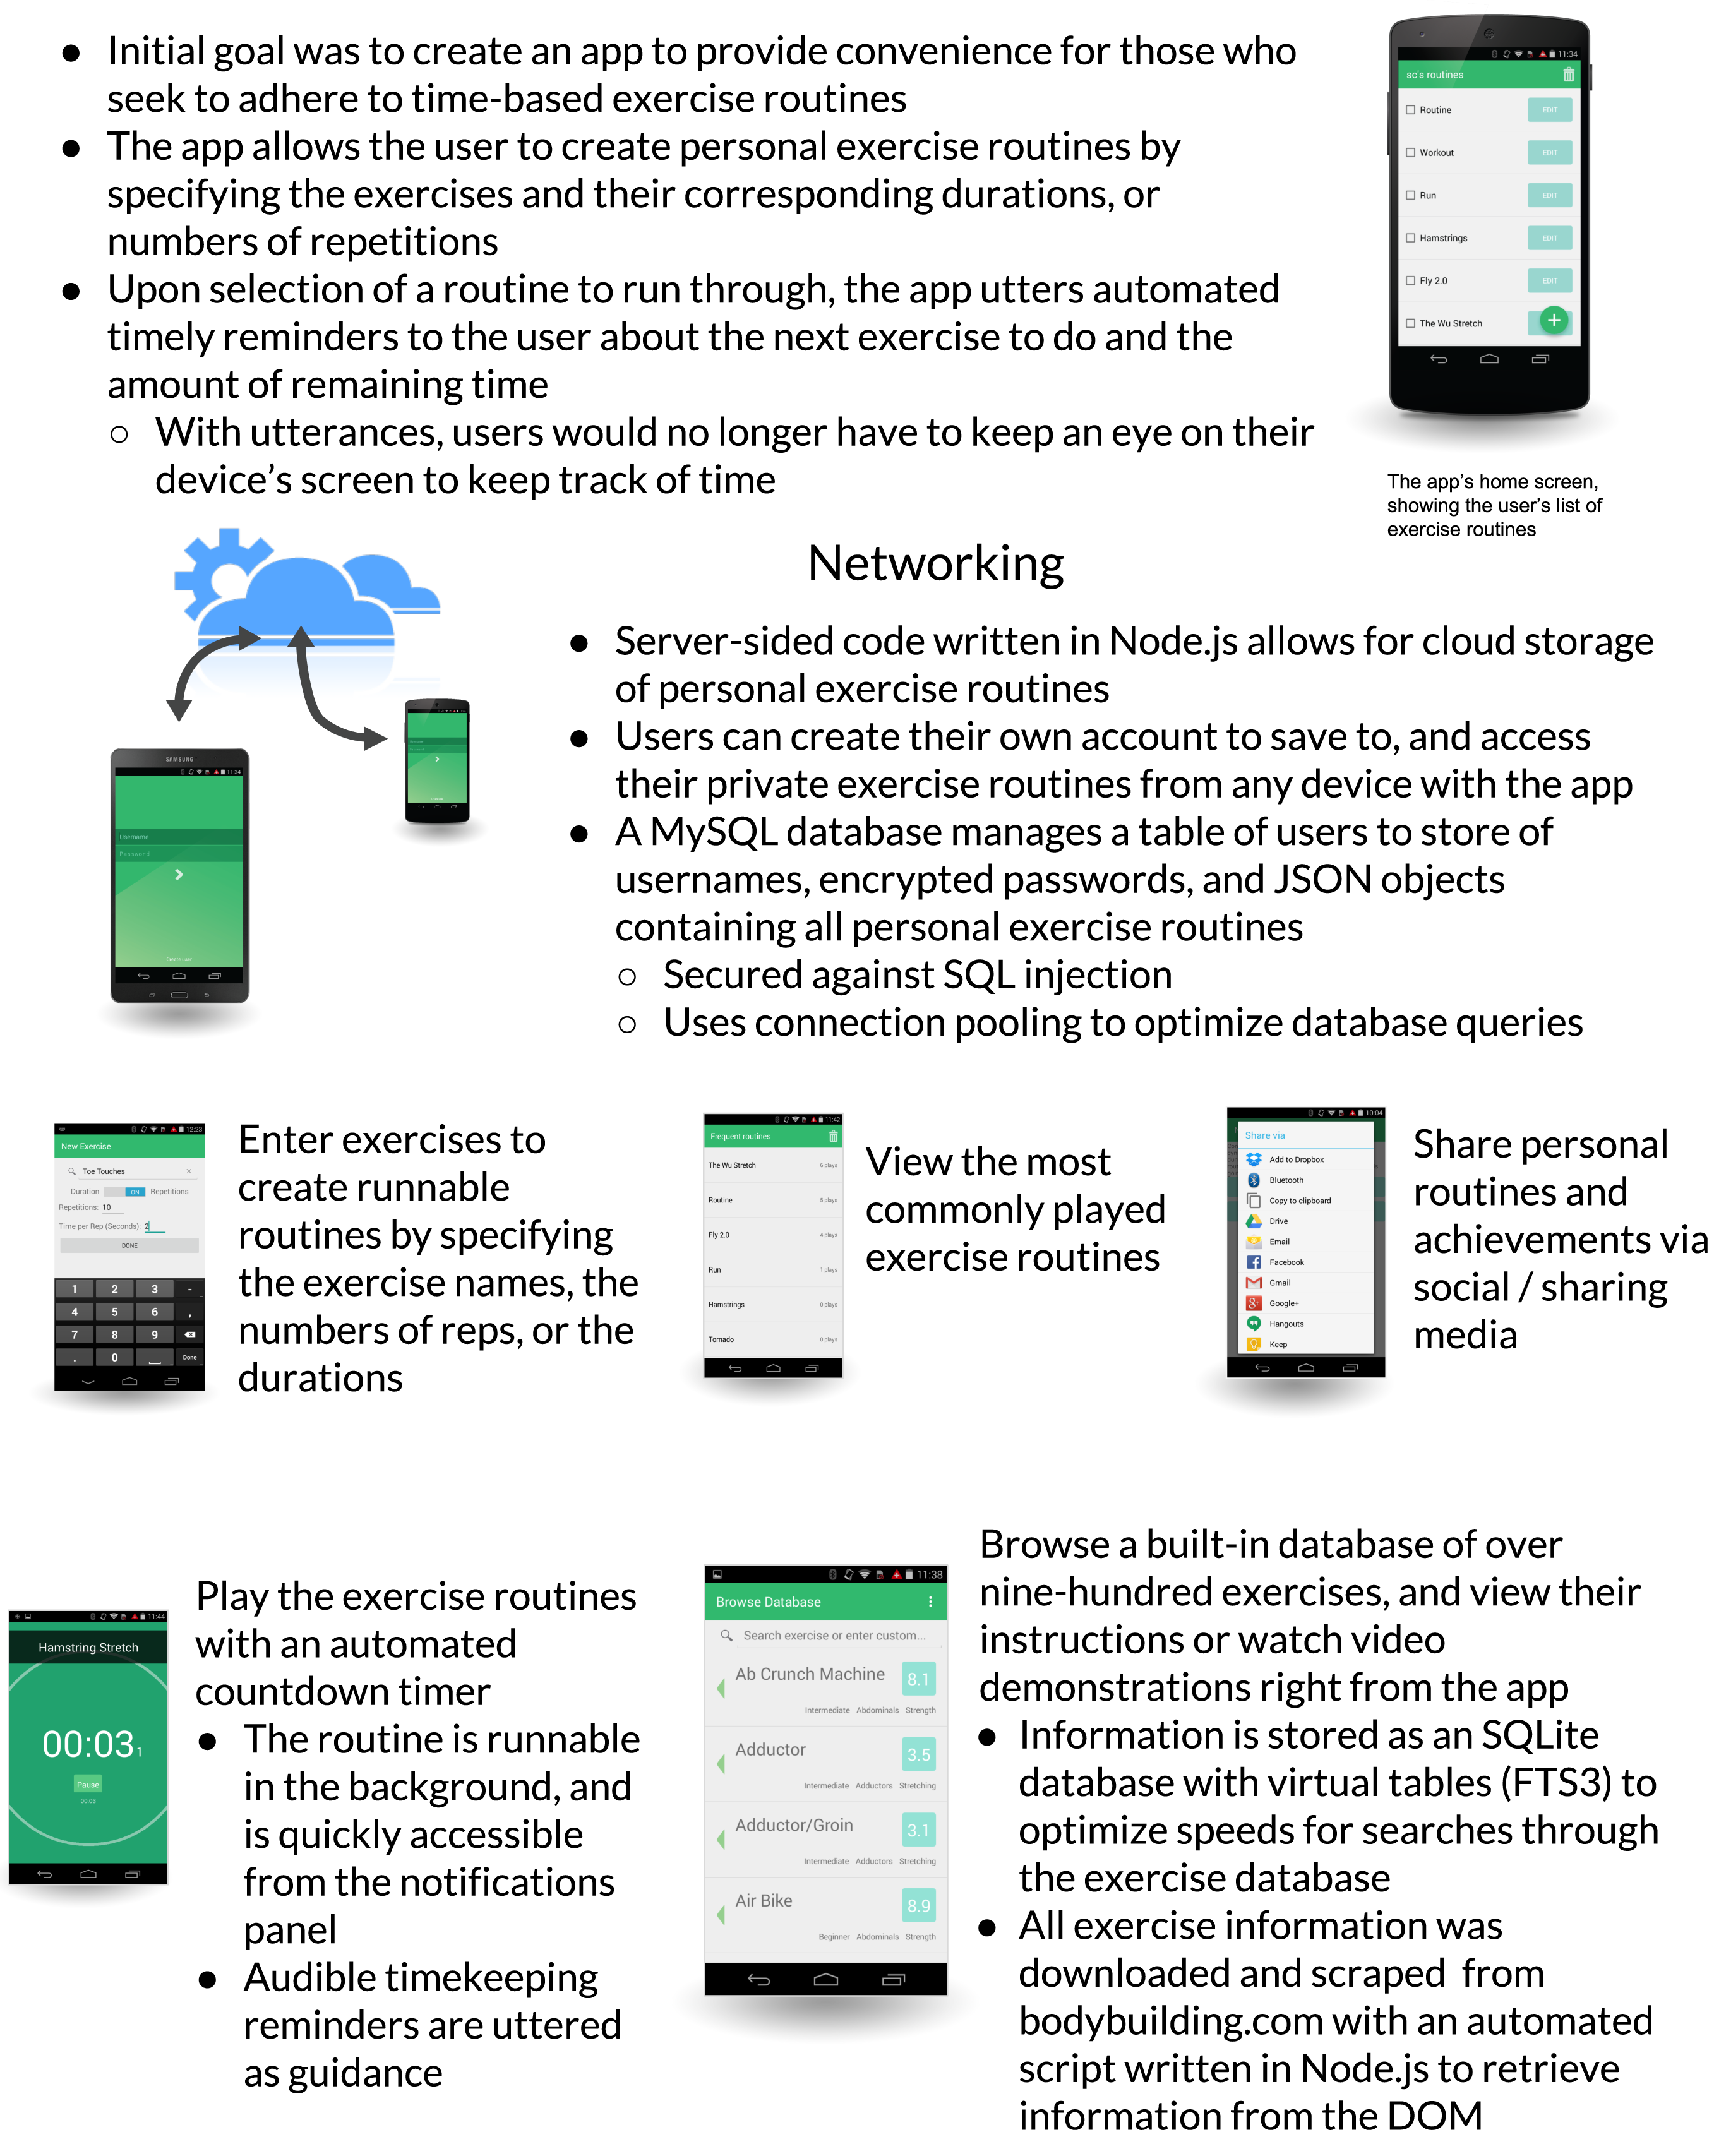 ● Initial goal was to create an app to provide convenience for those who
seek to adhere to time-based exercise routines
● The app allows the user to create personal exercise routines by
specifying the exercises and their corresponding durations, or
numbers of repetitions
● Upon selection of a routine to run through, the app utters automated
timely reminders to the user about the next exercise to do and the
amount of remaining time
○ With utterances, users would no longer have to keep an eye on their
device's screen to keep track of time
11:34
sc's routines
Routine EDIT
Workout EDIT
Run EDIT
Hamstrings EDIT
Fly 2.0 EDIT
The Wu Stretch +
The app's home screen,
showing the user's list of
exercise routines
SAMSUNG
11:34
Username
Password
Networking
● Server-sided code written in Node.js allows for cloud storage
of personal exercise routines
● Users can create their own account to save to, and access
their private exercise routines from any device with the app
● A MySQL database manages a table of users to store of
usernames, encrypted passwords, and JSON objects
containing all personal exercise routines
○ Secured against SQL injection
○ Uses connection pooling to optimize database queries
12:23
New Exercise
Toe Touches ×
Duration ON Repetitions
Repetitions: 10
Time per Rep (Seconds): 2
DONE
1 2 3 -
4 5 6 ,
7 8 9
. 0 Done
Enter exercises to
create runnable
routines by specifying
the exercise names, the
numbers of reps, or the
durations
11:42
Frequent routines
The Wu Stretch 6 plays
Routine 5 plays
Fly 2.0 4 plays
Run 1 plays
Hamstrings 0 plays
Tornado 0 plays
View the most
commonly played
exercise routines
10:04
Share via
Add to Dropbox
Bluetooth
Copy to clipboard
Drive
Email
Facebook
Gmail
Google+
Hangouts
Keep
Share personal
routines and
achievements via
social / sharing
media
11:44
Hamstring Stretch
00:03 1
Pause
00:03
Play the exercise routines
with an automated
countdown timer
● The routine is runnable
in the background, and
is quickly accessible
from the notifications
panel
● Audible timekeeping
reminders are uttered
as guidance
11:38
Browse Database
Search exercise or enter custom...
Ab Crunch Machine 8.1
Intermediate Abdominals Strength
Adductor 3.5
Intermediate Adductors Stretching
Adductor/Groin 3.1
Intermediate Adductors Stretching
Air Bike 8.9
Beginner Abdominals Strength
Browse a built-in database of over
nine-hundred exercises, and view their
instructions or watch video
demonstrations right from the app
● Information is stored as an SQLite
database with virtual tables (FTS3) to
optimize speeds for searches through
the exercise database
● All exercise information was
downloaded and scraped from
bodybuilding.com with an automated
script written in Node.js to retrieve
information from the DOM